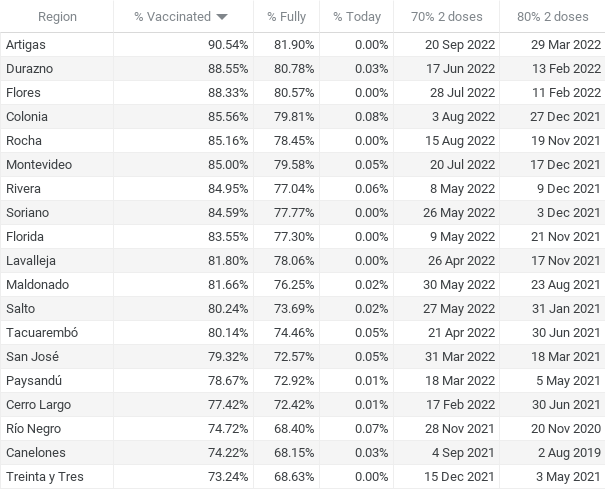 Region % Vaccinated % Fully % Today 70% 2 doses 80% 2 doses
Artigas 90.54% 81.90% 0.00% 20 Sep 2022 29 Mar 2022
Durazno 88.55% 80.78% 0.03% 17 Jun 2022 13 Feb 2022
Flores 88.33% 80.57% 0.00% 28 Jul 2022 11 Feb 2022
Colonia 85.56% 79.81% 0.08% 3 Aug 2022 27 Dec 2021
Rocha 85.16% 78.45% 0.00% 15 Aug 2022 19 Nov 2021
Montevideo 85.00% 79.58% 0.05% 20 Jul 2022 17 Dec 2021
Rivera 84.95% 77.04% 0.06% 8 May 2022 9 Dec 2021
Soriano 84.59% 77.77% 0.00% 26 May 2022 3 Dec 2021
Florida 83.55% 77.30% 0.00% 9 May 2022 21 Nov 2021
Lavalleja 81.80% 78.06% 0.00% 26 Apr 2022 17 Nov 2021
Maldonado 81.66% 76.25% 0.02% 30 May 2022 23 Aug 2021
Salto 80.24% 73.69% 0.02% 27 May 2022 31 Jan 2021
Tacuarembó 80.14% 74.46% 0.05% 21 Apr 2022 30 Jun 2021
San José 79.32% 72.57% 0.05% 31 Mar 2022 18 Mar 2021
Paysandú 78.67% 72.92% 0.01% 18 Mar 2022 5 May 2021
Cerro Largo 77.42% 72.42% 0.01% 17 Feb 2022 30 Jun 2021
Río Negro 74.72% 68.40% 0.07% 28 Nov 2021 20 Nov 2020
Canelones 74.22% 68.15% 0.03% 4 Sep 2021 2 Aug 2019
Treinta y Tres 73.24% 68.63% 0.00% 15 Dec 2021 3 May 2021